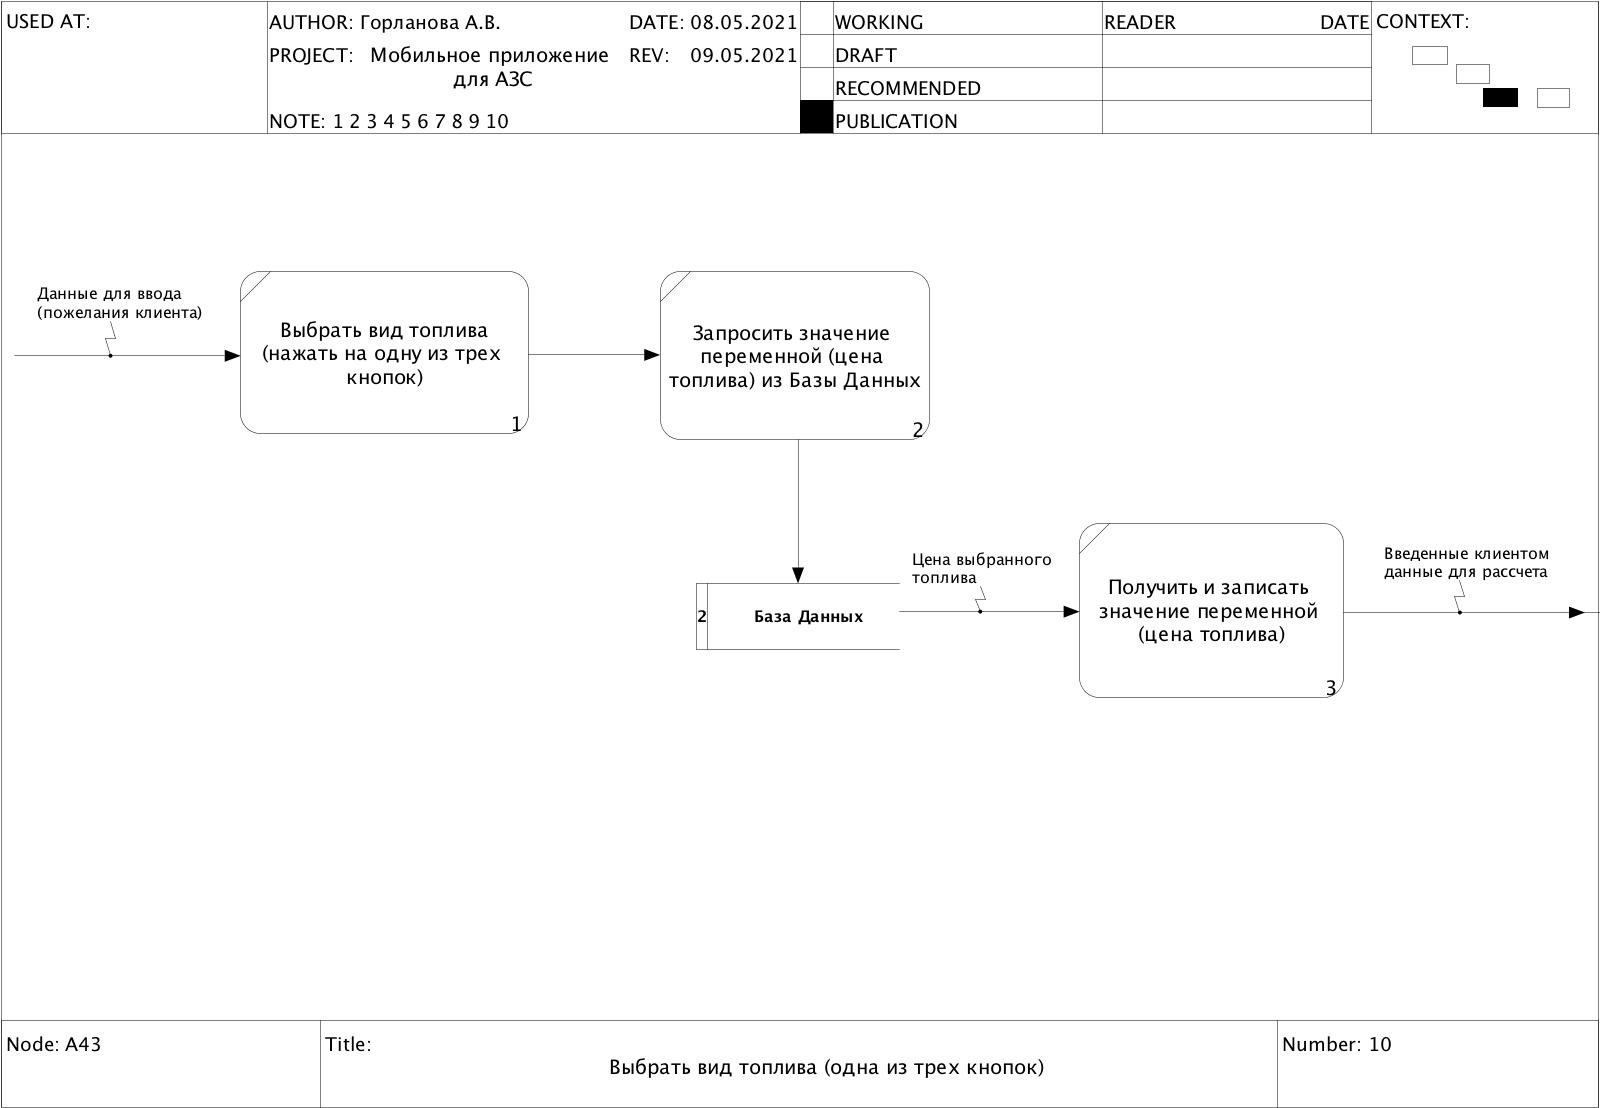 USED AT:
AUTHOR: Горланова А.В.
DATE: 08.05.2021
PROJECT: Мобильное приложение
для АЗС
REV: 09.05.2021
NOTE: 1 2 3 4 5 6 7 8 9 10
WORKING
READER
DATE
DRAFT
RECOMMENDED
PUBLICATION
CONTEXT:
Данные для ввода
(пожелания клиента)
Выбрать вид топлива
(нажать на одну из трех
кнопок)
1
Запросить значение
переменной (цена
топлива) из Базы Данных
2
2
База Данных
Цена выбранного
топлива
Получить и записать
значение переменной
(цена топлива)
3
Введенные клиентом
данные для рассчета
Node: A43
Title:
Выбрать вид топлива (одна из трех кнопок)
Number: 10